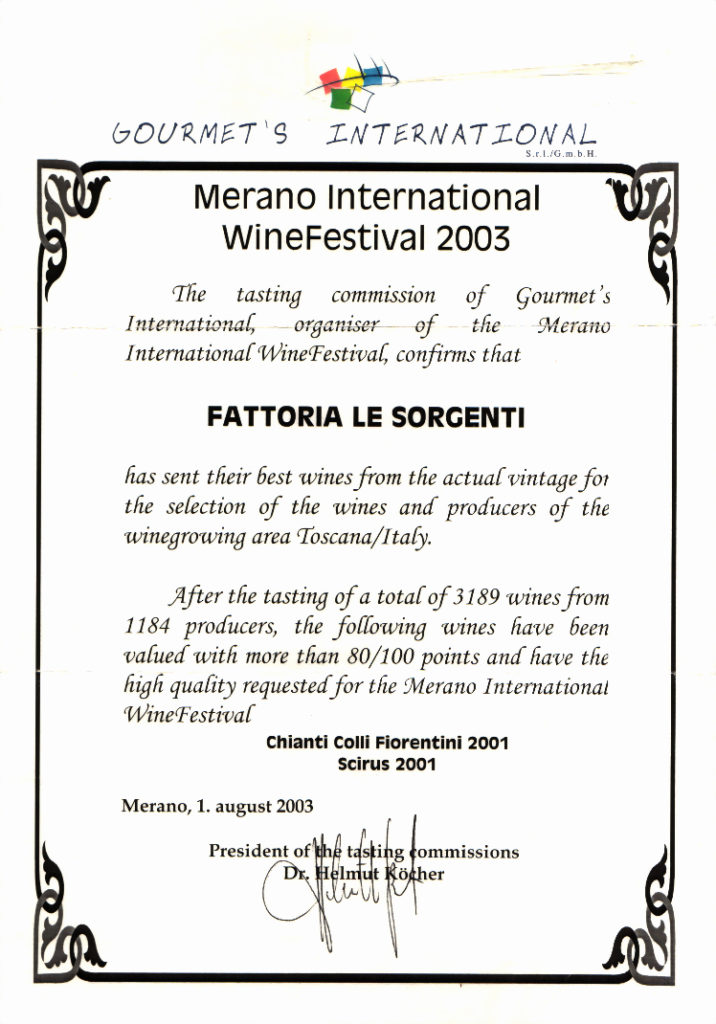 GOURMET'S INTERNATIONAL
S.r.l./G.m.b.H.
Merano International
WineFestival 2003
The tasting commission of Gourmet's
International, organiser of the Merano
International WineFestival, confirms that
FATTORIA LE SORGENTI
has sent their best wines from the actual vintage for
the selection of the wines and producers of the
winegrowing area Toscana/Italy.
After the tasting of a total of 3189 wines from
1184 producers, the following wines have been
valued with more than 80/100 points and have the
high quality requested for the Merano International
WineFestival
Chianti Colli Fiorentini 2001
Scirus 2001
Merano, 1. august 2003
President of the tasting commissions
Dr. Helmut Köcher